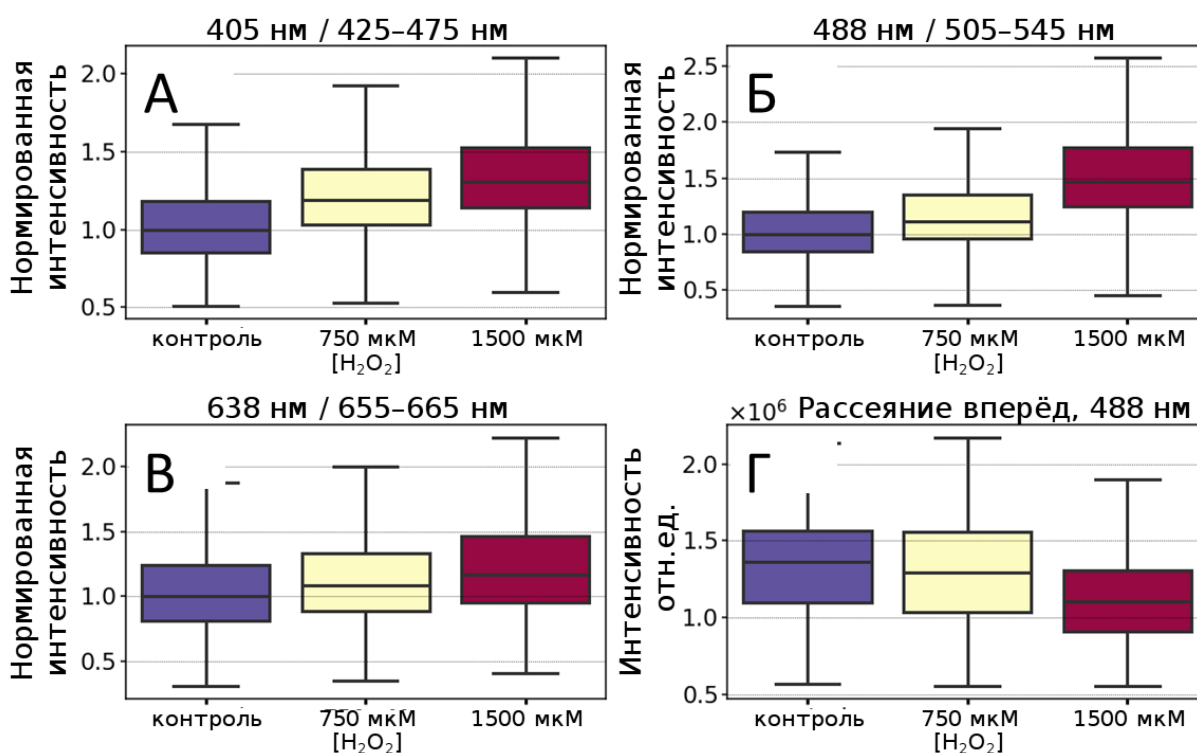 405 нм / 425–475 нм
А
Нормированная
интенсивность
2.0
1.5
1.0
0.5
контроль
750 мкМ
1500 мкМ
[H₂O₂]
488 нм / 505–545 нм
Б
Нормированная
интенсивность
2.5
2.0
1.5
1.0
0.5
контроль
750 мкМ
1500 мкМ
[H₂O₂]
638 нм / 655–665 нм
В
Нормированная
интенсивность
2.0
1.5
1.0
0.5
контроль
750 мкМ
1500 мкМ
[H₂O₂]
×10⁶ Рассеяние вперёд, 488 нм
Г
Интенсивность
отн.ед.
2.0
1.5
1.0
0.5
контроль
750 мкМ
1500 мкМ
[H₂O₂]